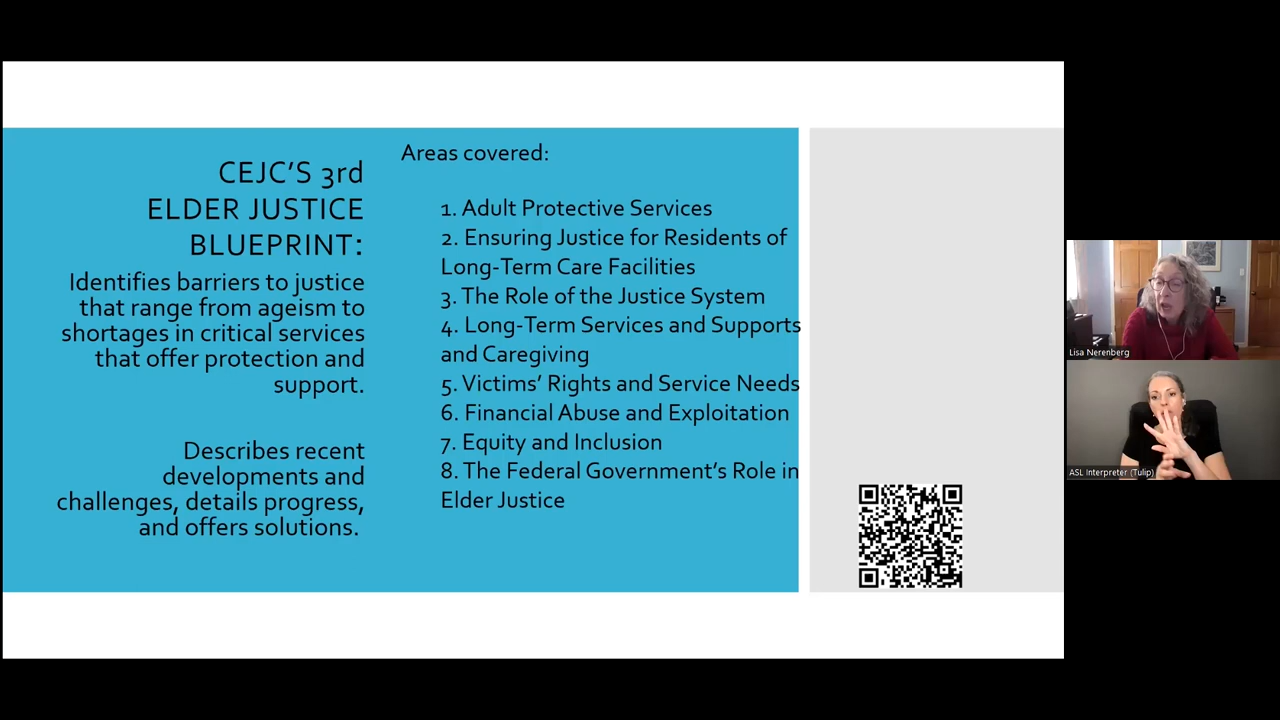 CEJC'S 3rd
ELDER JUSTICE
BLUEPRINT:
Identifies barriers to justice
that range from ageism to
shortages in critical services
that offer protection and
support.
Describes recent
developments and
challenges, details progress,
and offers solutions.
Areas covered:
1. Adult Protective Services
2. Ensuring Justice for Residents of
Long-Term Care Facilities
3. The Role of the Justice System
4. Long-Term Services and Supports
and Caregiving
5. Victims' Rights and Service Needs
6. Financial Abuse and Exploitation
7. Equity and Inclusion
8. The Federal Government's Role in
Elder Justice
Lisa Nerenberg
ASL Interpreter (Tulip)